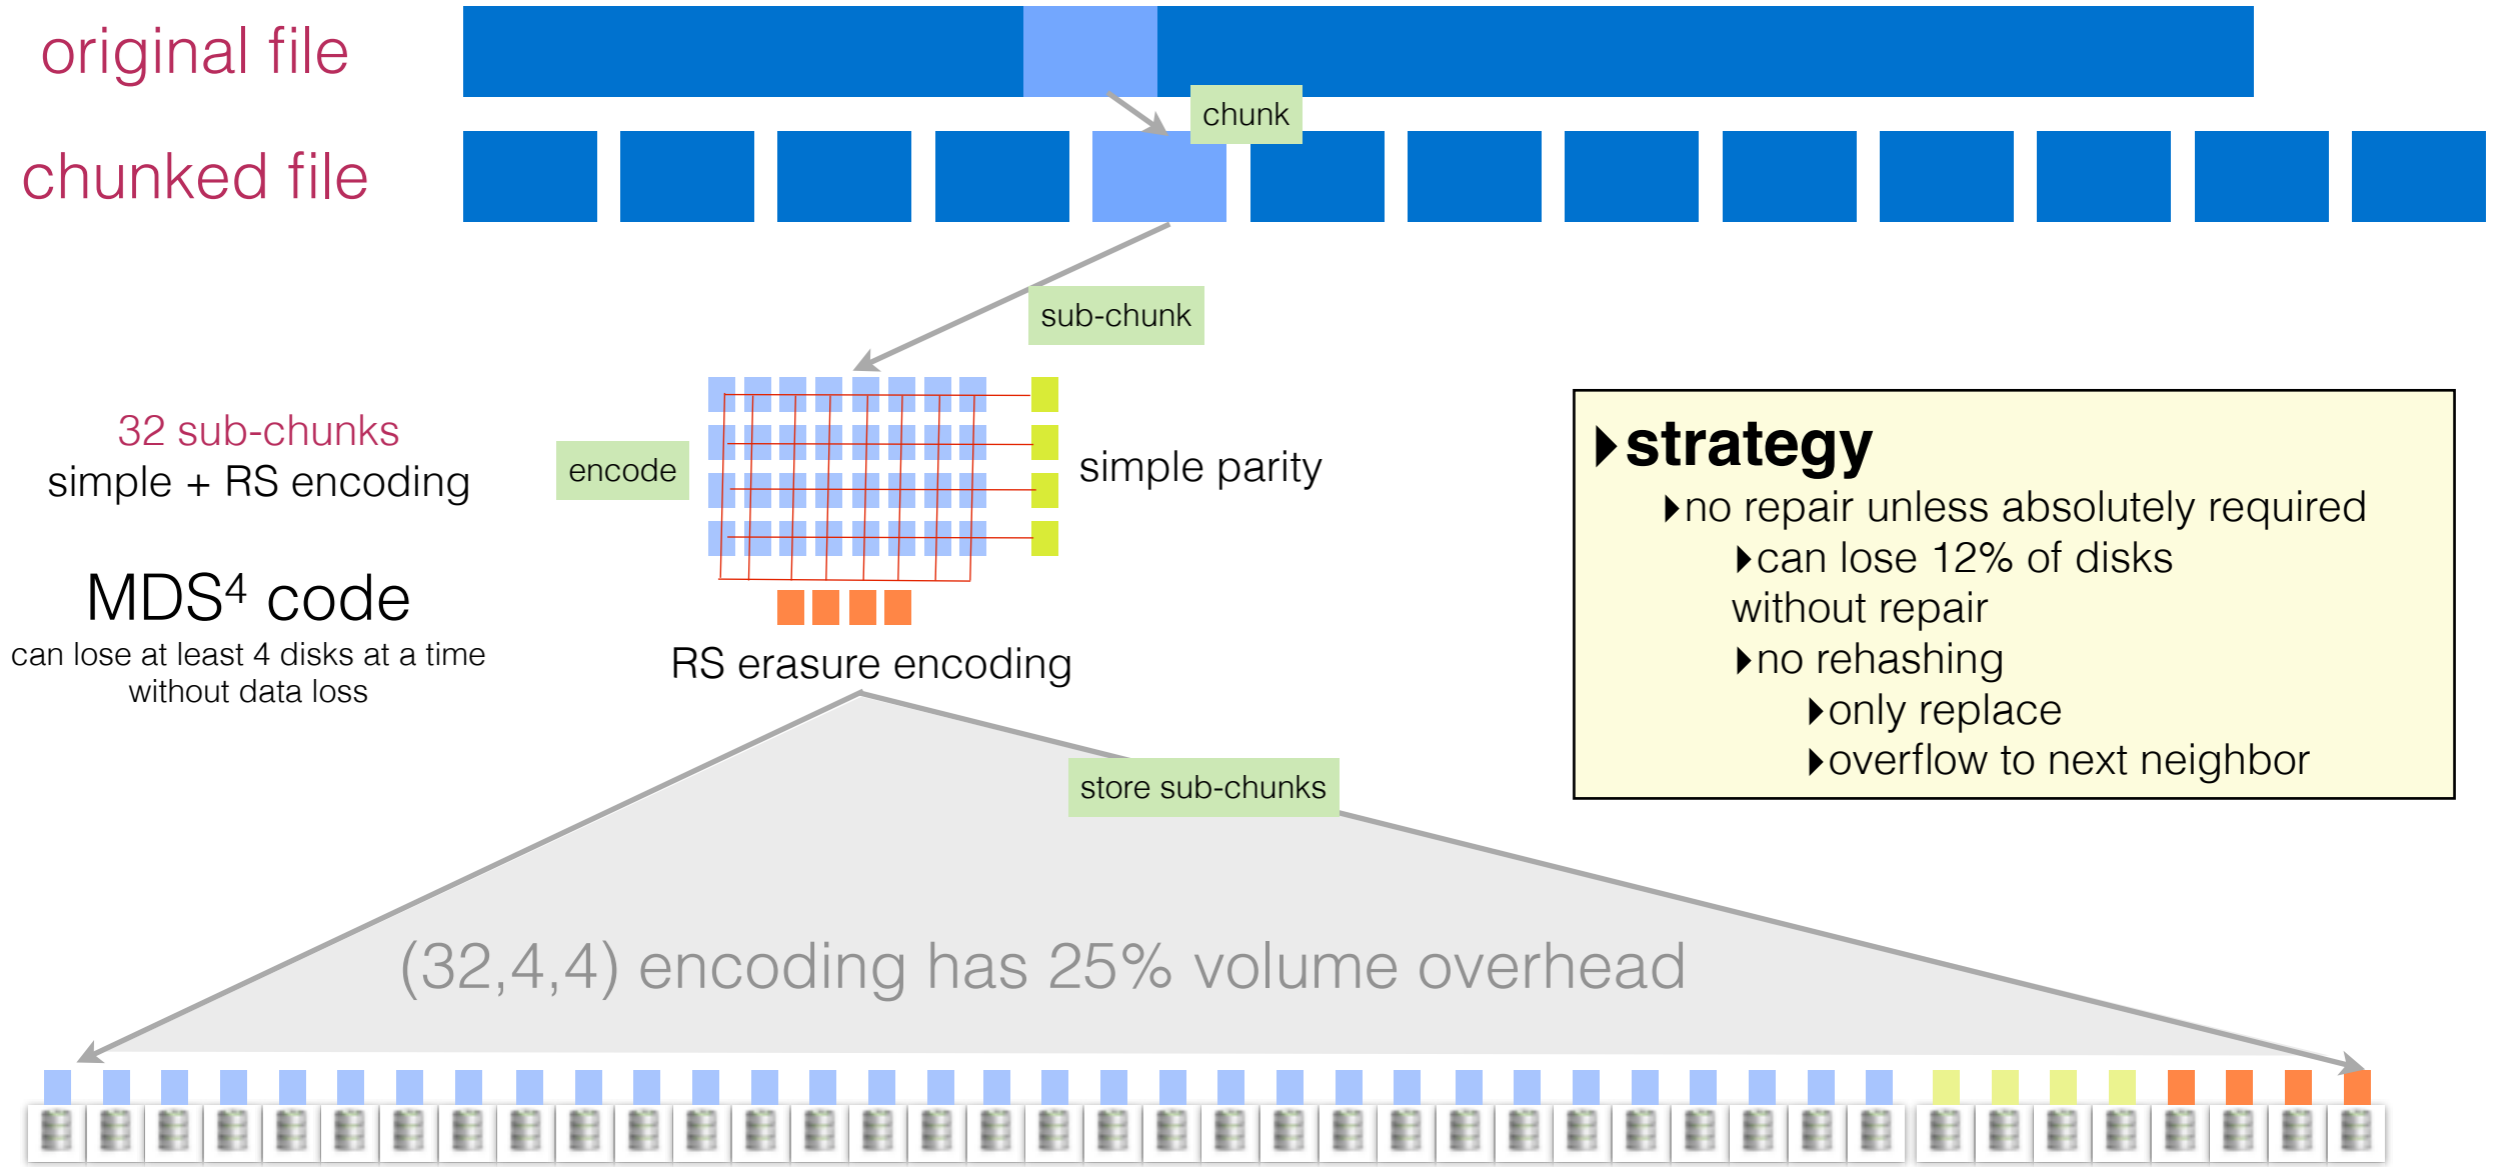 original file
chunk
chunked file
sub-chunk
32 sub-chunks
simple + RS encoding
encode
simple parity
MDS⁴ code
can lose at least 4 disks at a time
without data loss
RS erasure encoding
▸strategy
▸no repair unless absolutely required
▸can lose 12% of disks
without repair
▸no rehashing
▸only replace
▸overflow to next neighbor
store sub-chunks
(32,4,4) encoding has 25% volume overhead